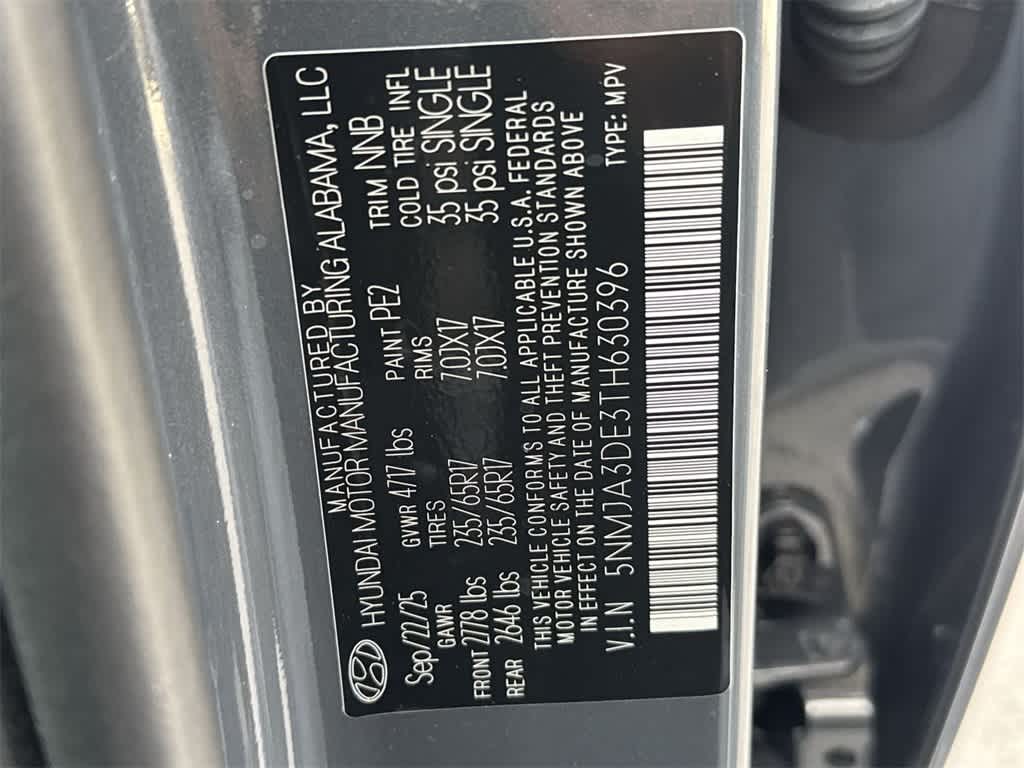 MANUFACTURED BY
HYUNDAI MOTOR MANUFACTURING ALABAMA, LLC
Sep/22/25 GVWR 4717 lbs PAINT PE2 TRIM NNB
GAWR TIRES RIMS COLD TIRE INFL
FRONT 2778 lbs 235/65R17 7.0JX17 35 psi SINGLE
REAR 2646 lbs 235/65R17 7.0JX17 35 psi SINGLE
THIS VEHICLE CONFORMS TO ALL APPLICABLE U.S.A. FEDERAL
MOTOR VEHICLE SAFETY AND THEFT PREVENTION STANDARDS
IN EFFECT ON DATE OF MANUFACTURE SHOWN ABOVE
V.I.N 5NMJA3DE3TH630396 TYPE: MPV